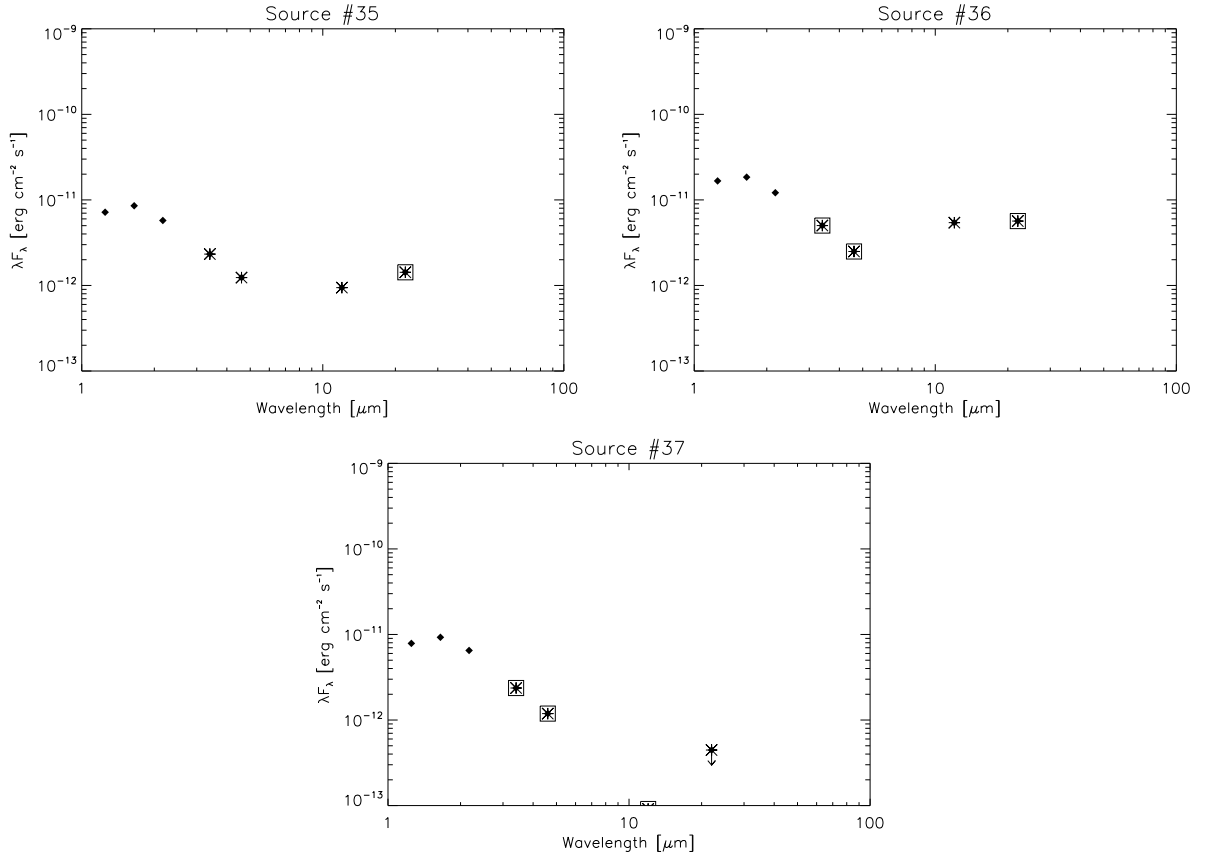 Source #35
10⁻⁹
10⁻¹⁰
10⁻¹¹
10⁻¹²
10⁻¹³
λF_λ [erg cm⁻² s⁻¹]
1
10
100
Wavelength [μm]
Source #36
10⁻⁹
10⁻¹⁰
10⁻¹¹
10⁻¹²
10⁻¹³
λF_λ [erg cm⁻² s⁻¹]
1
10
100
Wavelength [μm]
Source #37
10⁻⁹
10⁻¹⁰
10⁻¹¹
10⁻¹²
10⁻¹³
λF_λ [erg cm⁻² s⁻¹]
1
10
100
Wavelength [μm]